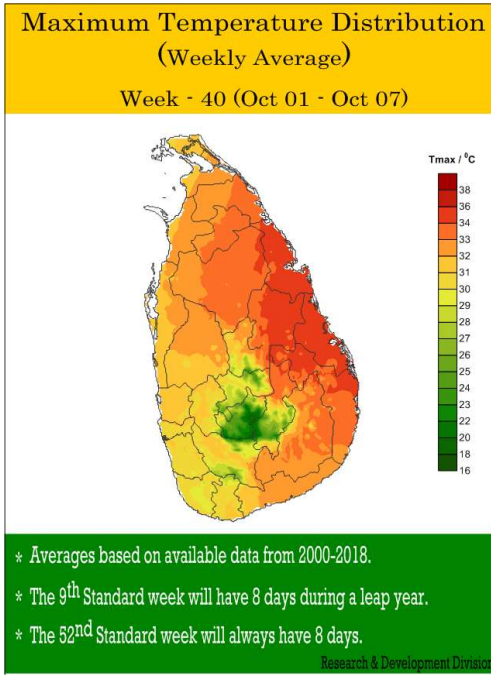 Maximum Temperature Distribution
(Weekly Average)
Week - 40 (Oct 01 - Oct 07)
Tmax / ⁰C
38
36
35
34
33
32
31
30
29
28
27
26
25
24
23
22
20
18
16
* Averages based on available data from 2000-2018.
* The 9th Standard week will have 8 days during a leap year.
* The 52nd Standard week will always have 8 days.
Research & Development Division